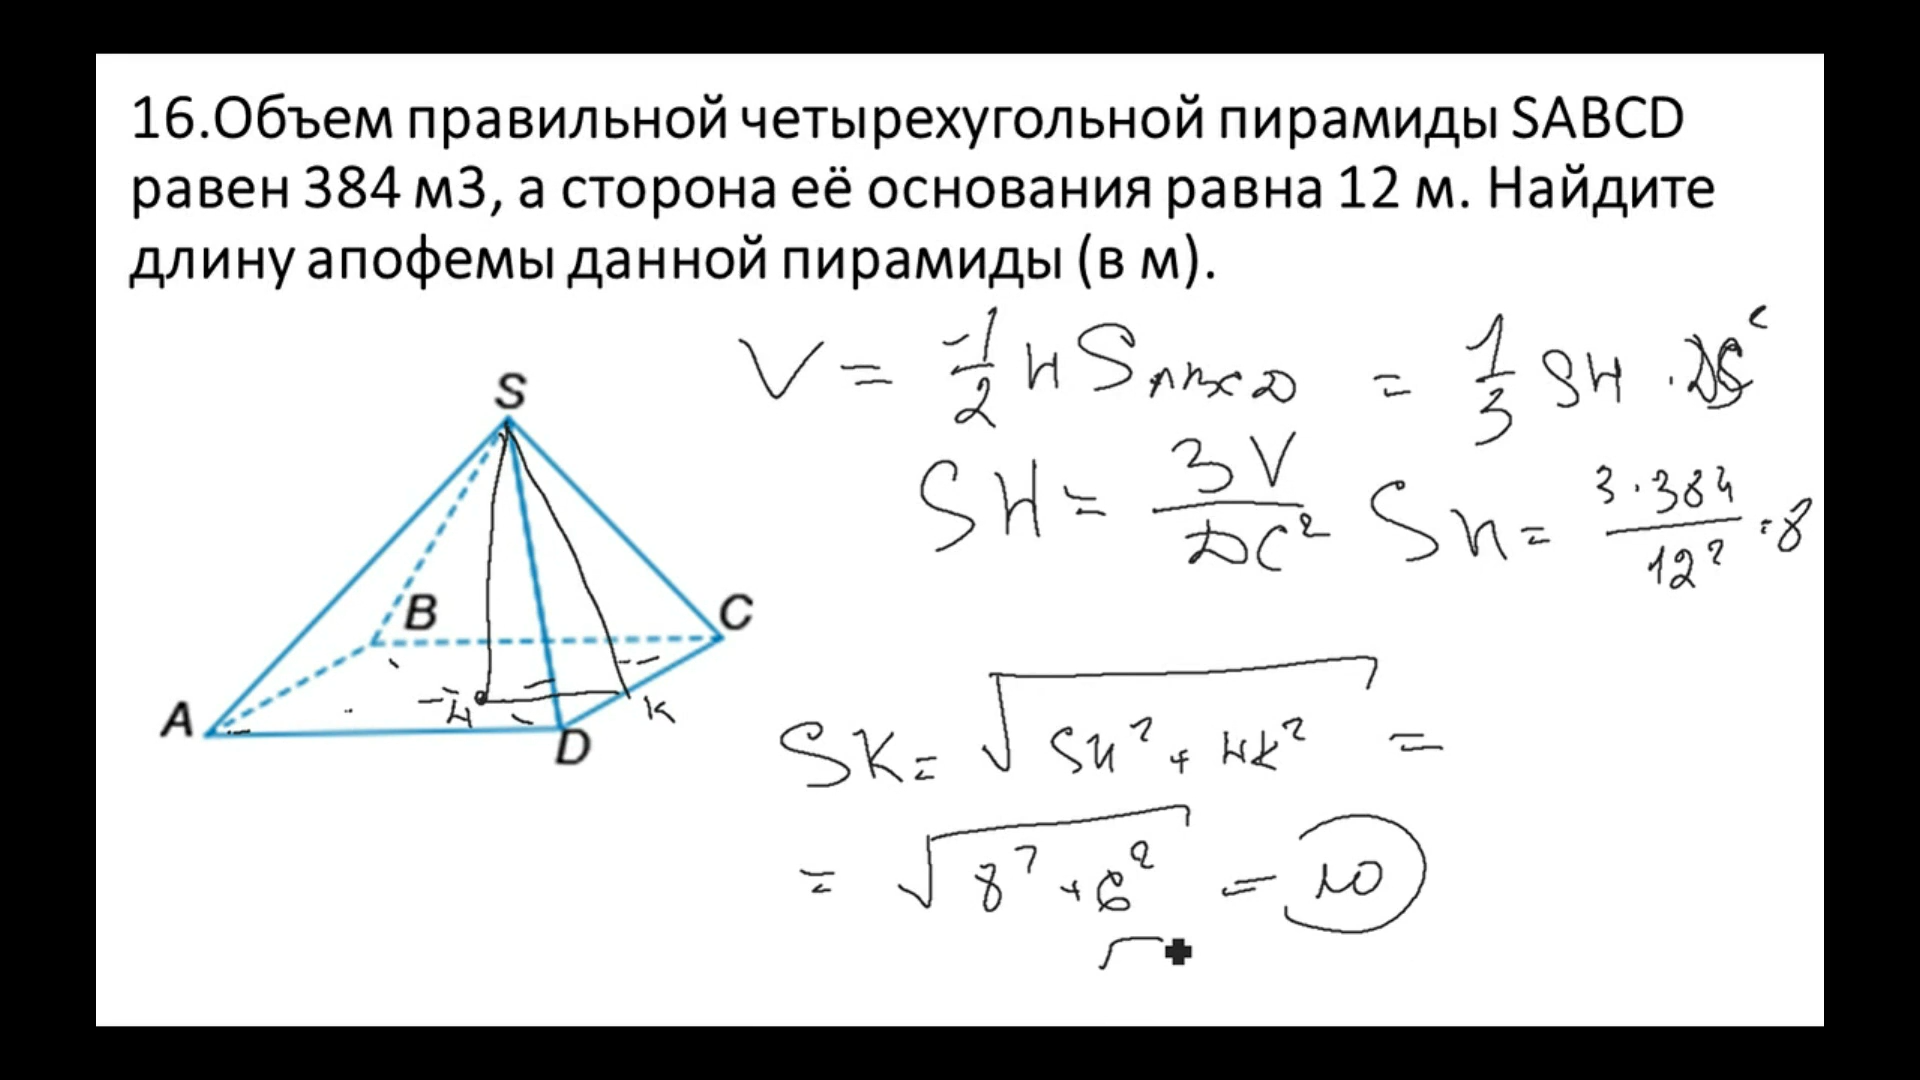 16.Объем правильной четырехугольной пирамиды SABCD
равен 384 м3, а сторона её основания равна 12 м. Найдите
длину апофемы данной пирамиды (в м).
V = 1/2 H S ABCD = 1/3 SH ·
SH = 3V/DC² SH = 3·384/12² = 8
S
B
C
A
H
K
D
SK = √SH² + HK² =
= √8² + 6² = 10